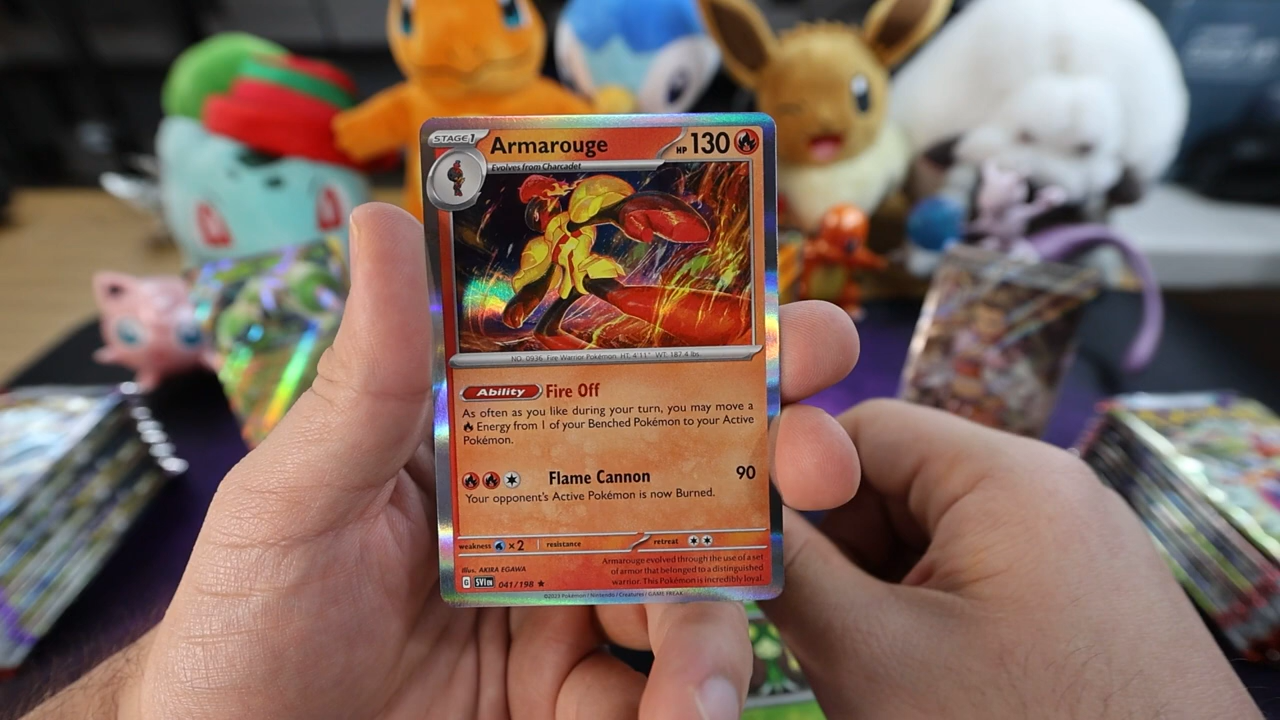 STAGE 1
Armarouge
HP 130
Evolves from Charcadet
NO. 0936 Fire Warrior Pokémon HT: 4'11" WT: 187.4 lbs
Ability Fire Off
As often as you like during your turn, you may move a
Energy from 1 of your Benched Pokémon to your Active
Pokémon.
Flame Cannon 90
Your opponent's Active Pokémon is now Burned.
weakness ×2 resistance retreat
Illus. AKIRA EGAWA
Armarouge evolved through the use of a set
of armor that belonged to a distinguished
warrior. This Pokémon is incredibly loyal.
G SVI EN 041/198 ★
©2023 Pokémon / Nintendo / Creatures / GAME FREAK